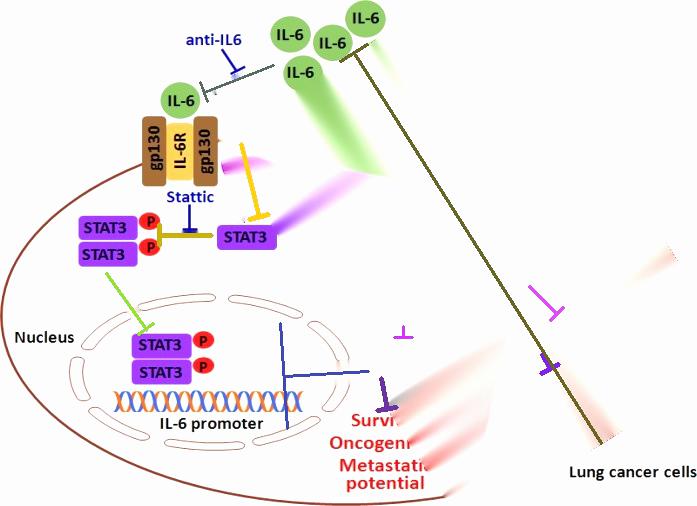 IL-6
IL-6
IL-6
anti-IL6
IL-6
IL-6
gp130
IL-6R
gp130
Stattic
STAT3 P
STAT3 P
STAT3
Nucleus
STAT3 P
STAT3 P
IL-6 promoter
Metastatic
potential
Lung cancer cells